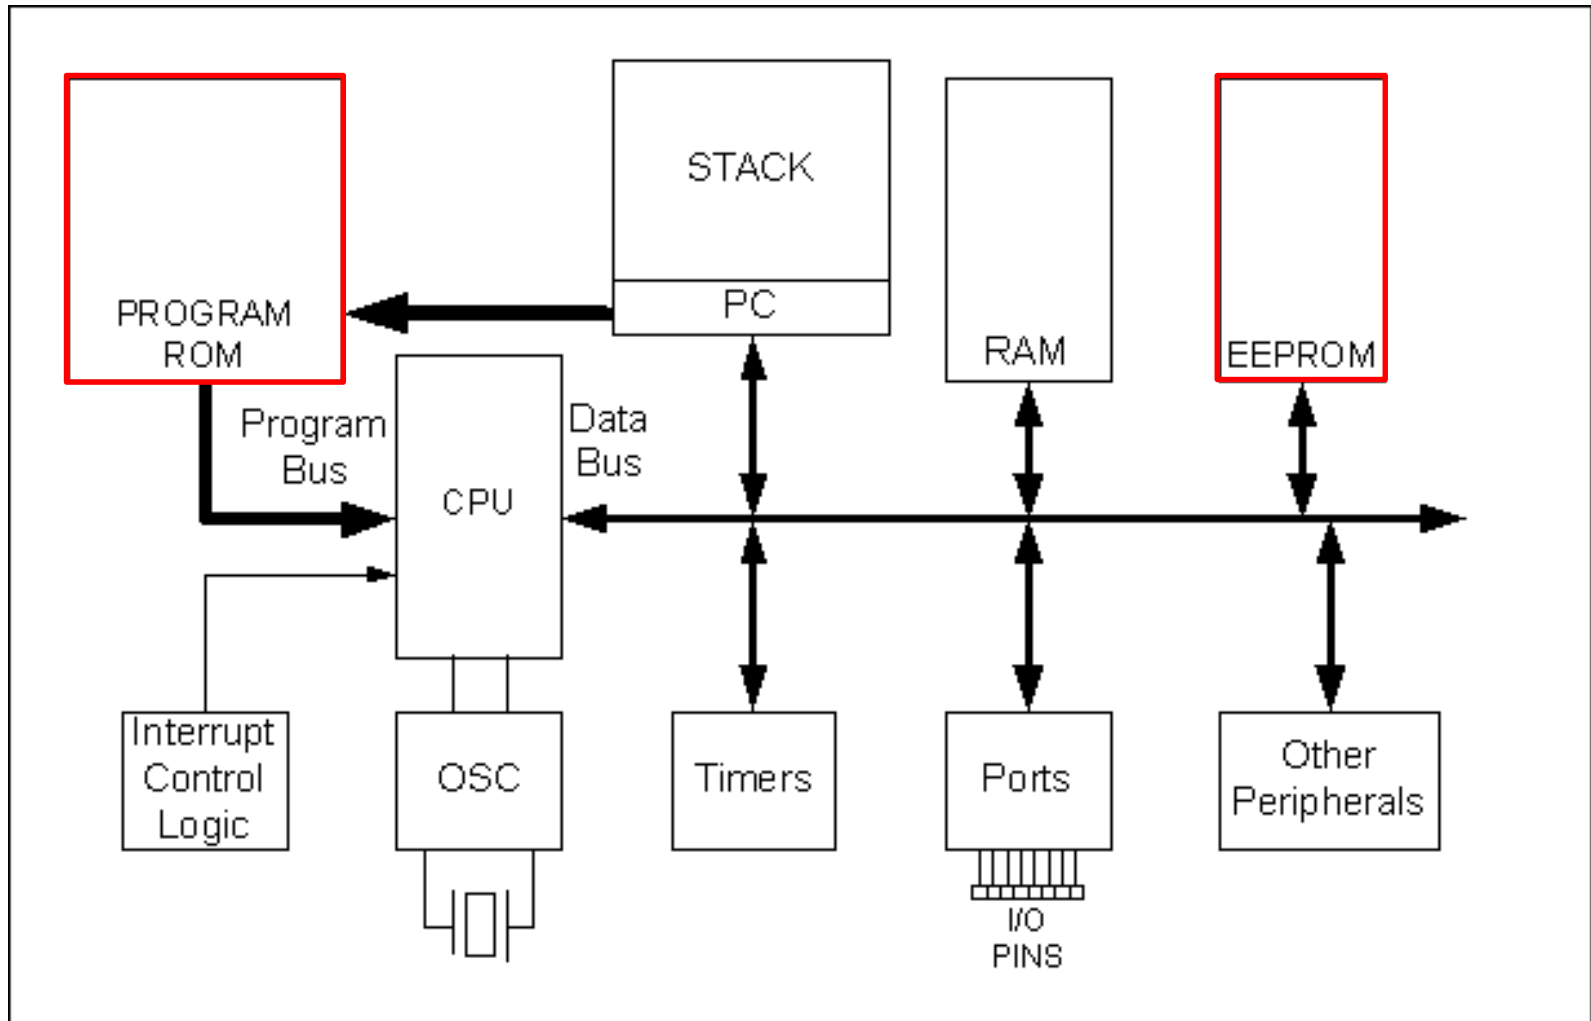 STACK
PC
PROGRAM
ROM
RAM
EEPROM
Program
Bus
Data
Bus
CPU
Interrupt
Control
Logic
OSC
Timers
Ports
Other
Peripherals
I/O
PINS